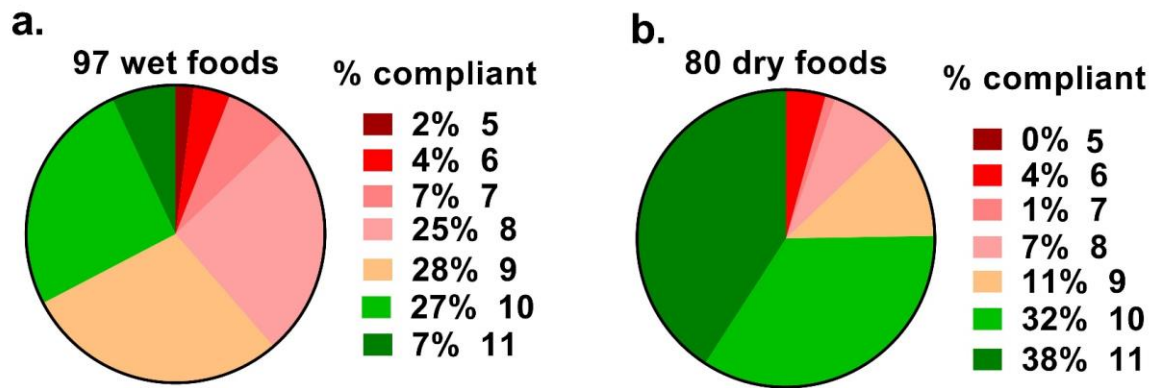 a.
97 wet foods
% compliant
2% 5
4% 6
7% 7
25% 8
28% 9
27% 10
7% 11
b.
80 dry foods
% compliant
0% 5
4% 6
1% 7
7% 8
11% 9
32% 10
38% 11